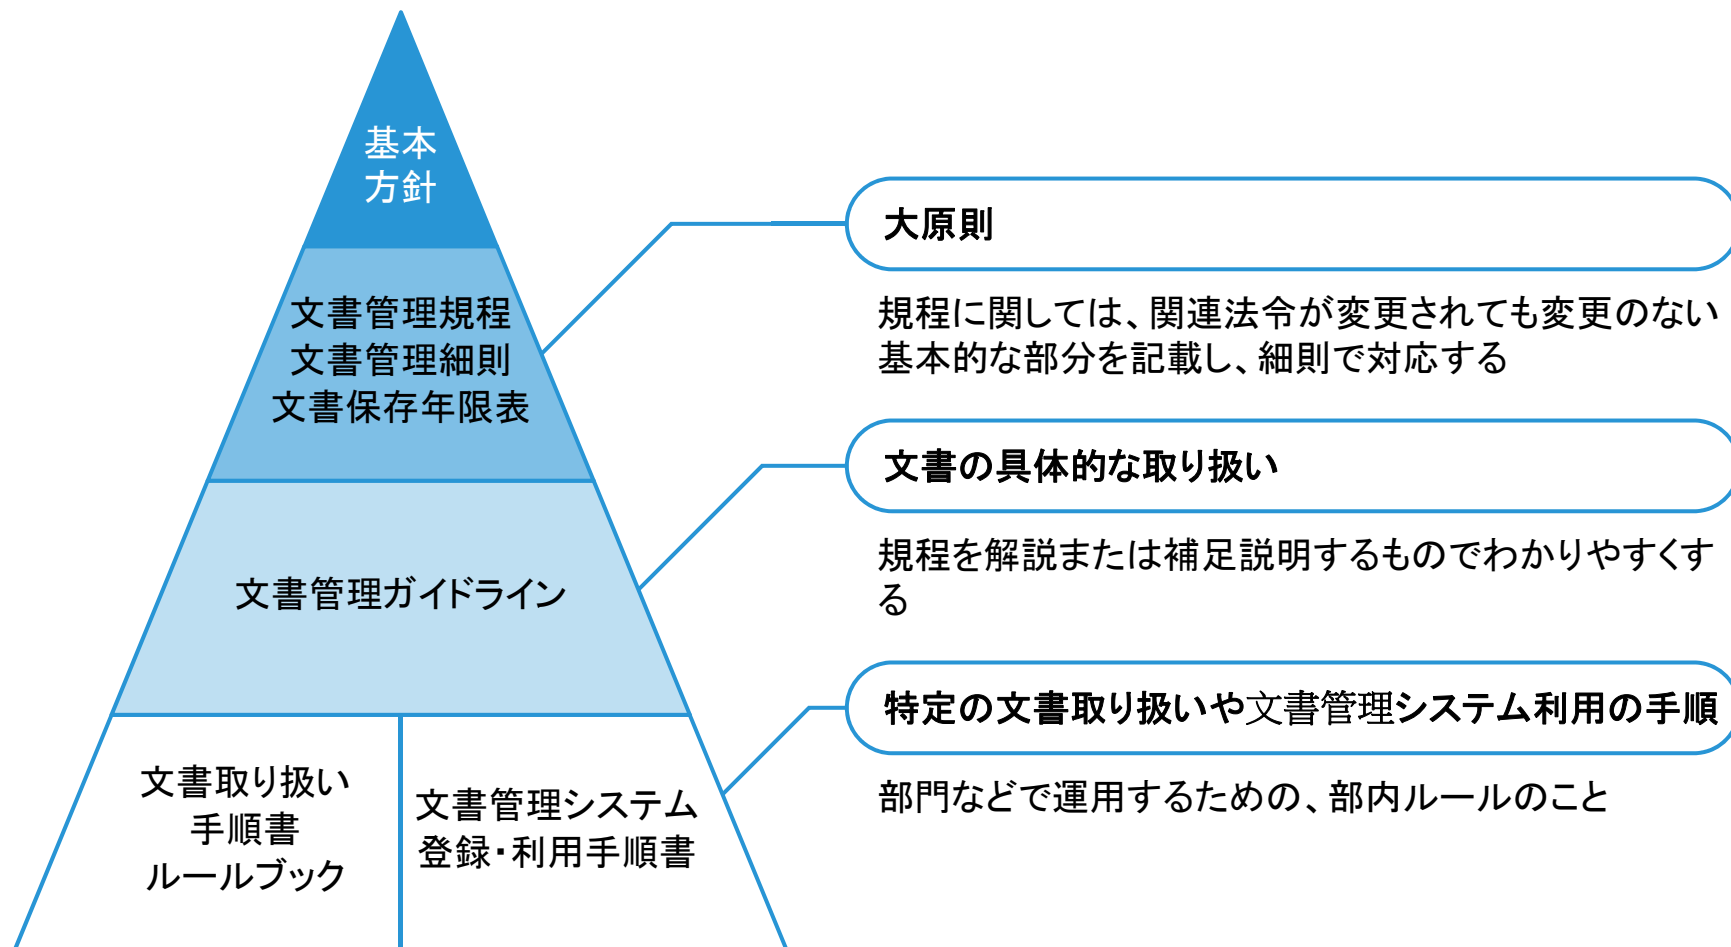 基本
方針
文書管理規程
文書管理細則
文書保存年限表
文書管理ガイドライン
文書取り扱い
手順書
ルールブック
文書管理システム
登録・利用手順書
大原則
規程に関しては、関連法令が変更されても変更のない
基本的な部分を記載し、細則で対応する
文書の具体的な取り扱い
規程を解説または補足説明するものでわかりやすくす
る
特定の文書取り扱いや文書管理システム利用の手順
部門などで運用するための、部内ルールのこと